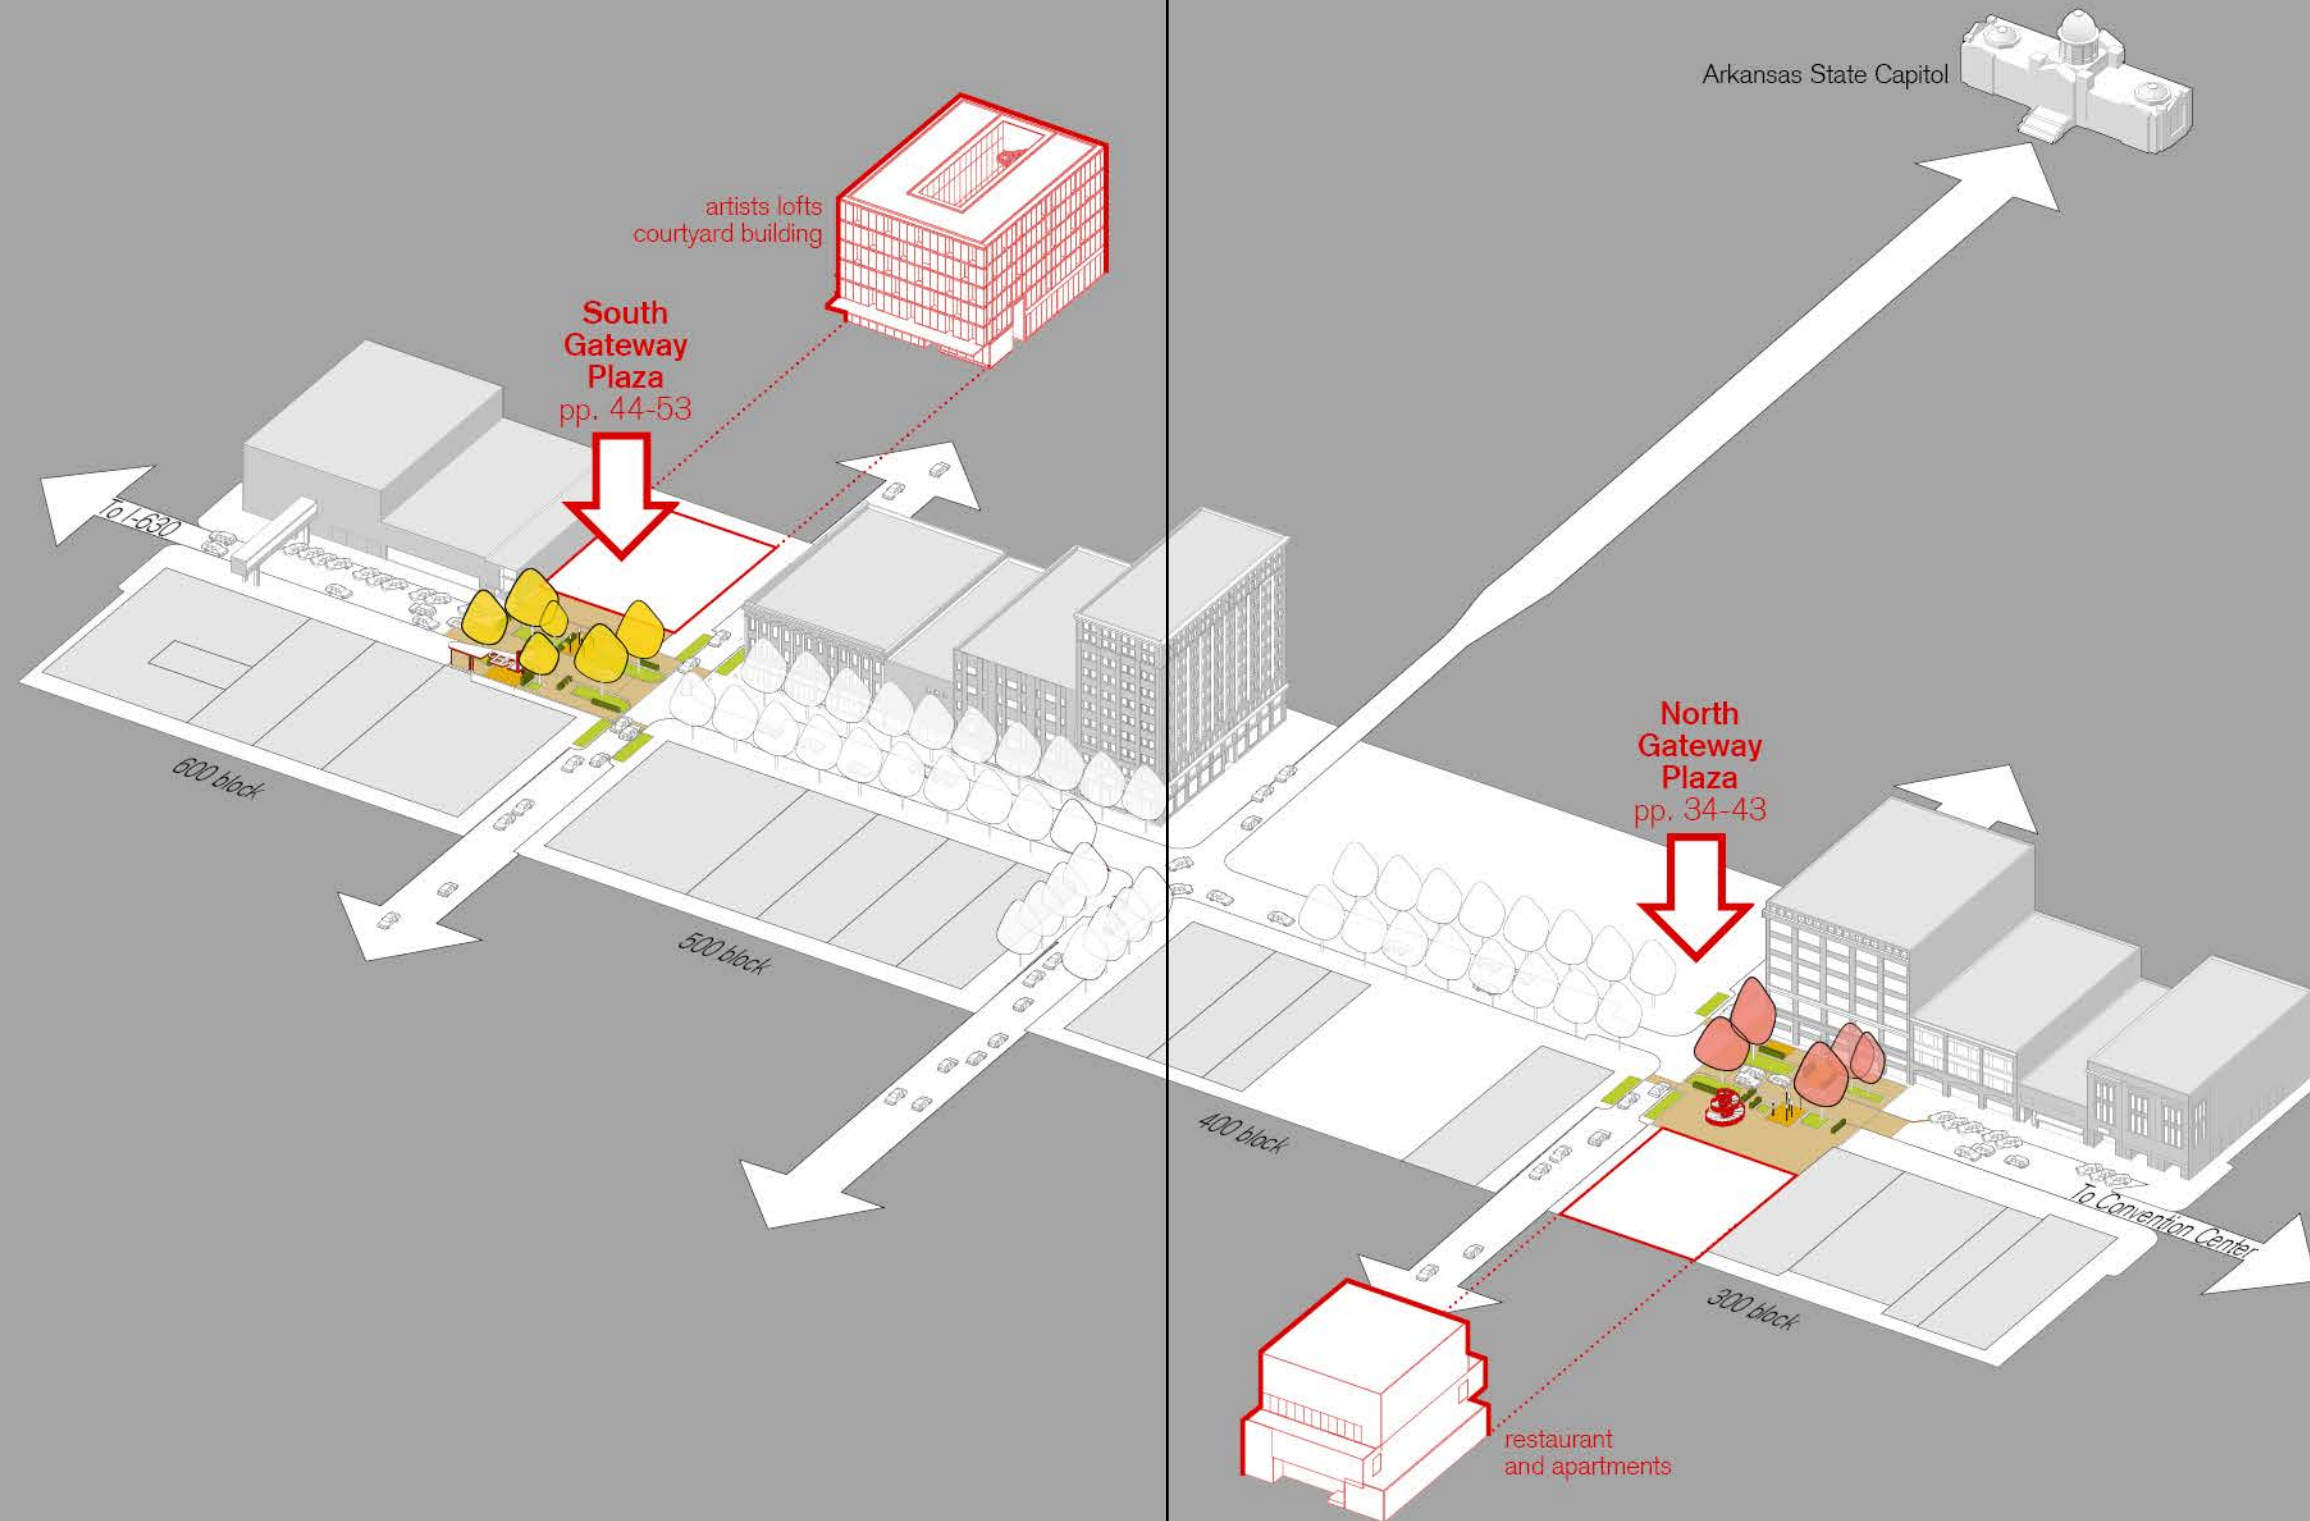 Arkansas State Capitol
artists lofts
courtyard building
South
Gateway
Plaza
pp. 44-53
To I-630
600 block
500 block
North
Gateway
Plaza
pp. 34-43
400 block
To Convention Center
300 block
restaurant
and apartments